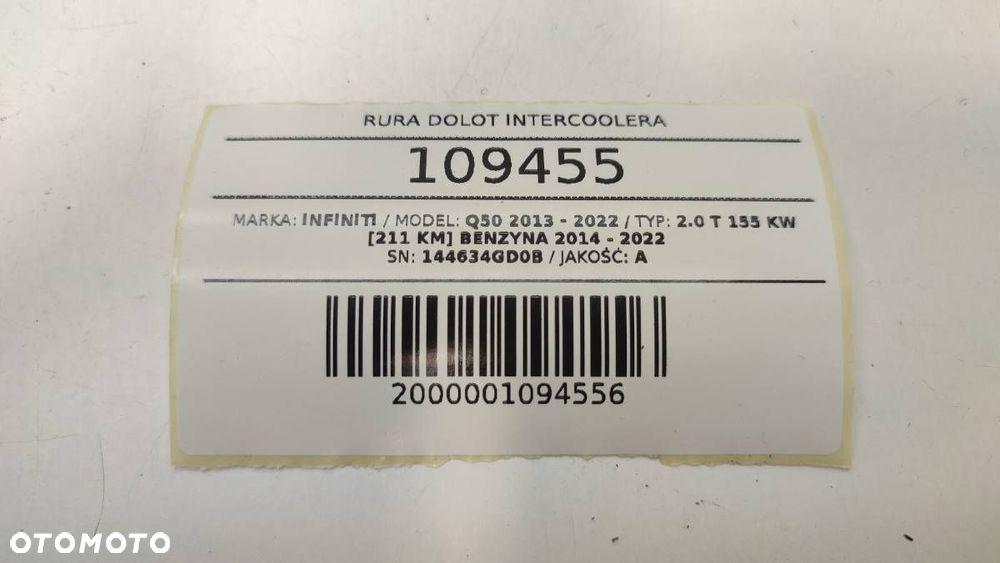 RURA DOLOT INTERCOOLERA
109455
MARKA: INFINITI / MODEL: Q50 2013 - 2022 / TYP: 2.0 T 155 KW
[211 KM] BENZYNA 2014 - 2022
SN: 144634GD0B / JAKOŚĆ: A
2000001094556
OTOMOTO